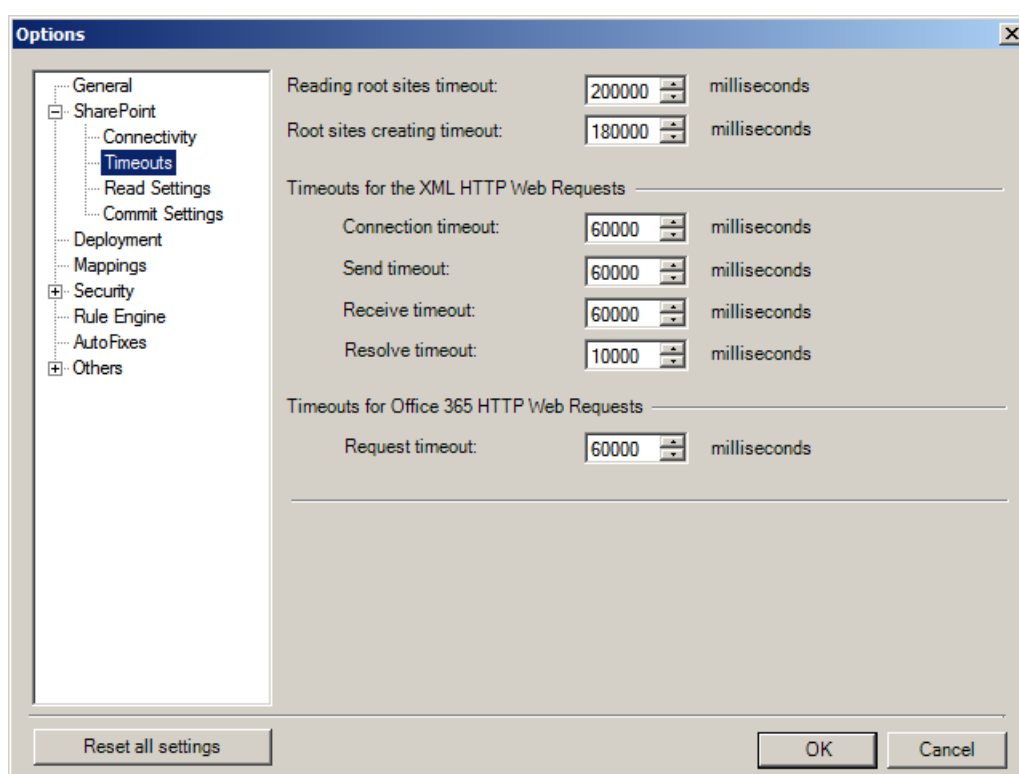 Options
General
SharePoint
Connectivity
Timeouts
Read Settings
Commit Settings
Deployment
Mappings
Security
Rule Engine
AutoFixes
Others
Reading root sites timeout: 200000 milliseconds
Root sites creating timeout: 180000 milliseconds
Timeouts for the XML HTTP Web Requests
Connection timeout: 60000 milliseconds
Send timeout: 60000 milliseconds
Receive timeout: 60000 milliseconds
Resolve timeout: 10000 milliseconds
Timeouts for Office 365 HTTP Web Requests
Request timeout: 60000 milliseconds
Reset all settings
OK
Cancel